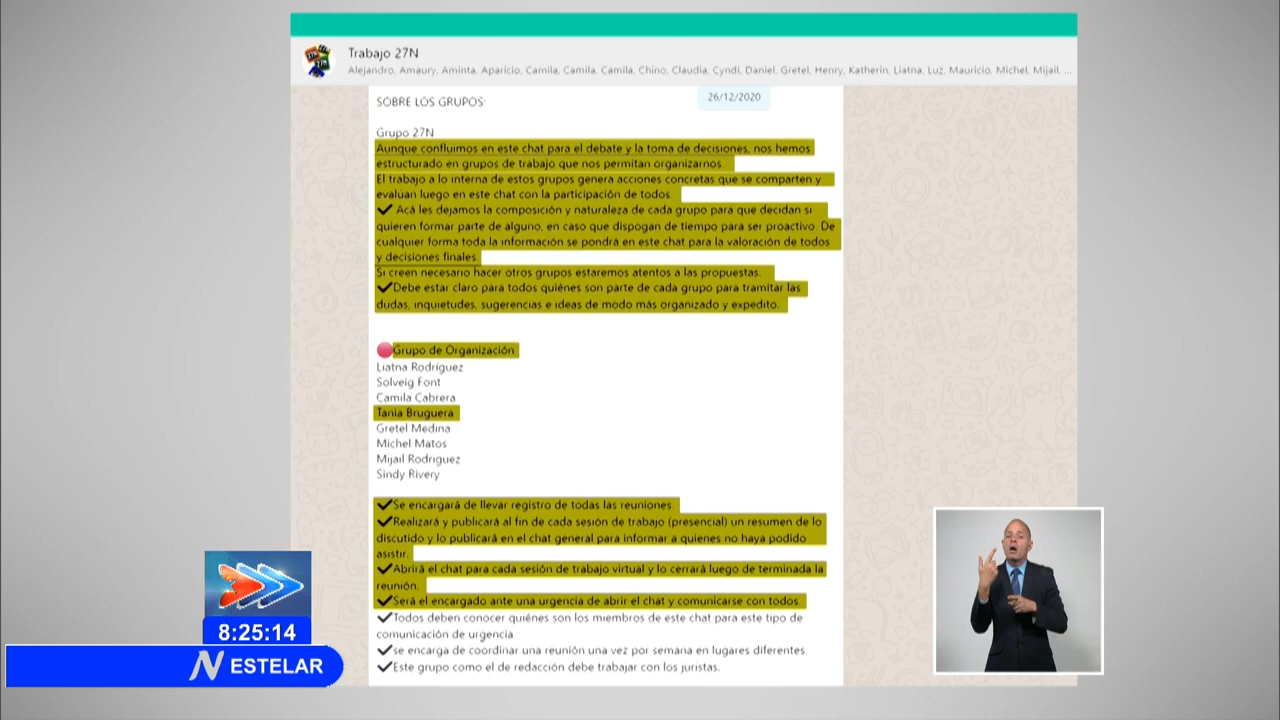 Trabajo 27N
Alejandro, Amaury, Aminta, Aparicio, Camila, Camila, Camila, Chino, Claudia, Cyndi, Daniel, Gretel, Henry, Katherin, Liatna, Luz, Mauricio, Michel, Mijail, ...
26/12/2020
SOBRE LOS GRUPOS:
Grupo 27N
Aunque confluimos en este chat para el debate y la toma de decisiones, nos hemos
estructurado en grupos de trabajo que nos permitan organizarnos.
El trabajo a lo interna de estos grupos genera acciones concretas que se comparten y
evalúan luego en este chat con la participación de todos
✔ Acá les dejamos la composición y naturaleza de cada grupo para que decidan si
quieren formar parte de alguno, en caso que dispogan de tiempo para ser proactivo. De
cualquier forma toda la información se pondrá en este chat para la valoración de todos
y decisiones finales.
Si creen necesario hacer otros grupos estaremos atentos a las propuestas.
✔Debe estar claro para todos quiénes son parte de cada grupo para tramitar las
dudas, inquietudes, sugerencias e ideas de modo más organizado y expedito.
Grupo de Organización
Liatna Rodríguez
Solveig Font
Camila Cabrera
Tania Bruguera
Gretel Medina
Michel Matos
Mijail Rodríguez
Sindy Rivery
✔Se encargará de llevar registro de todas las reuniones
✔Realizará y publicará al fin de cada sesión de trabajo (presencial) un resumen de lo
discutido y lo publicará en el chat general para informar a quienes no haya podido
asistir.
✔Abrirá el chat para cada sesión de trabajo virtual y lo cerrará luego de terminada la
reunión.
✔Será el encargado ante una urgencia de abrir el chat y comunicarse con todos.
✔Todos deben conocer quiénes son los miembros de este chat para este tipo de
comunicación de urgencia
✔se encarga de coordinar una reunión una vez por semana en lugares diferentes.
✔Este grupo como el de redacción debe trabajar con los juristas.
8:25:14
N ESTELAR